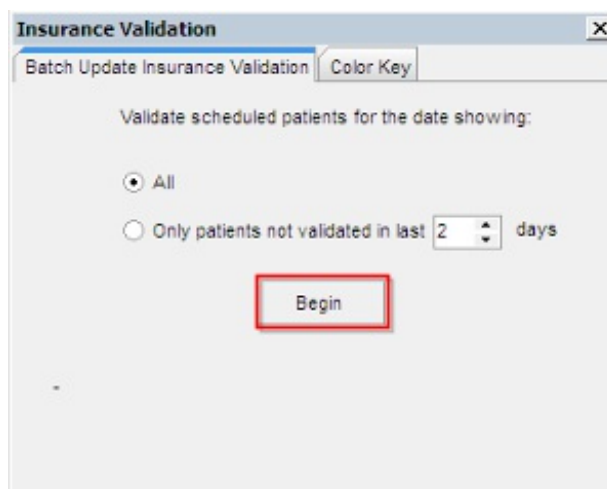 Insurance Validation
Batch Update Insurance Validation Color Key
Validate scheduled patients for the date showing:
All
Only patients not validated in last 2 days
Begin
-